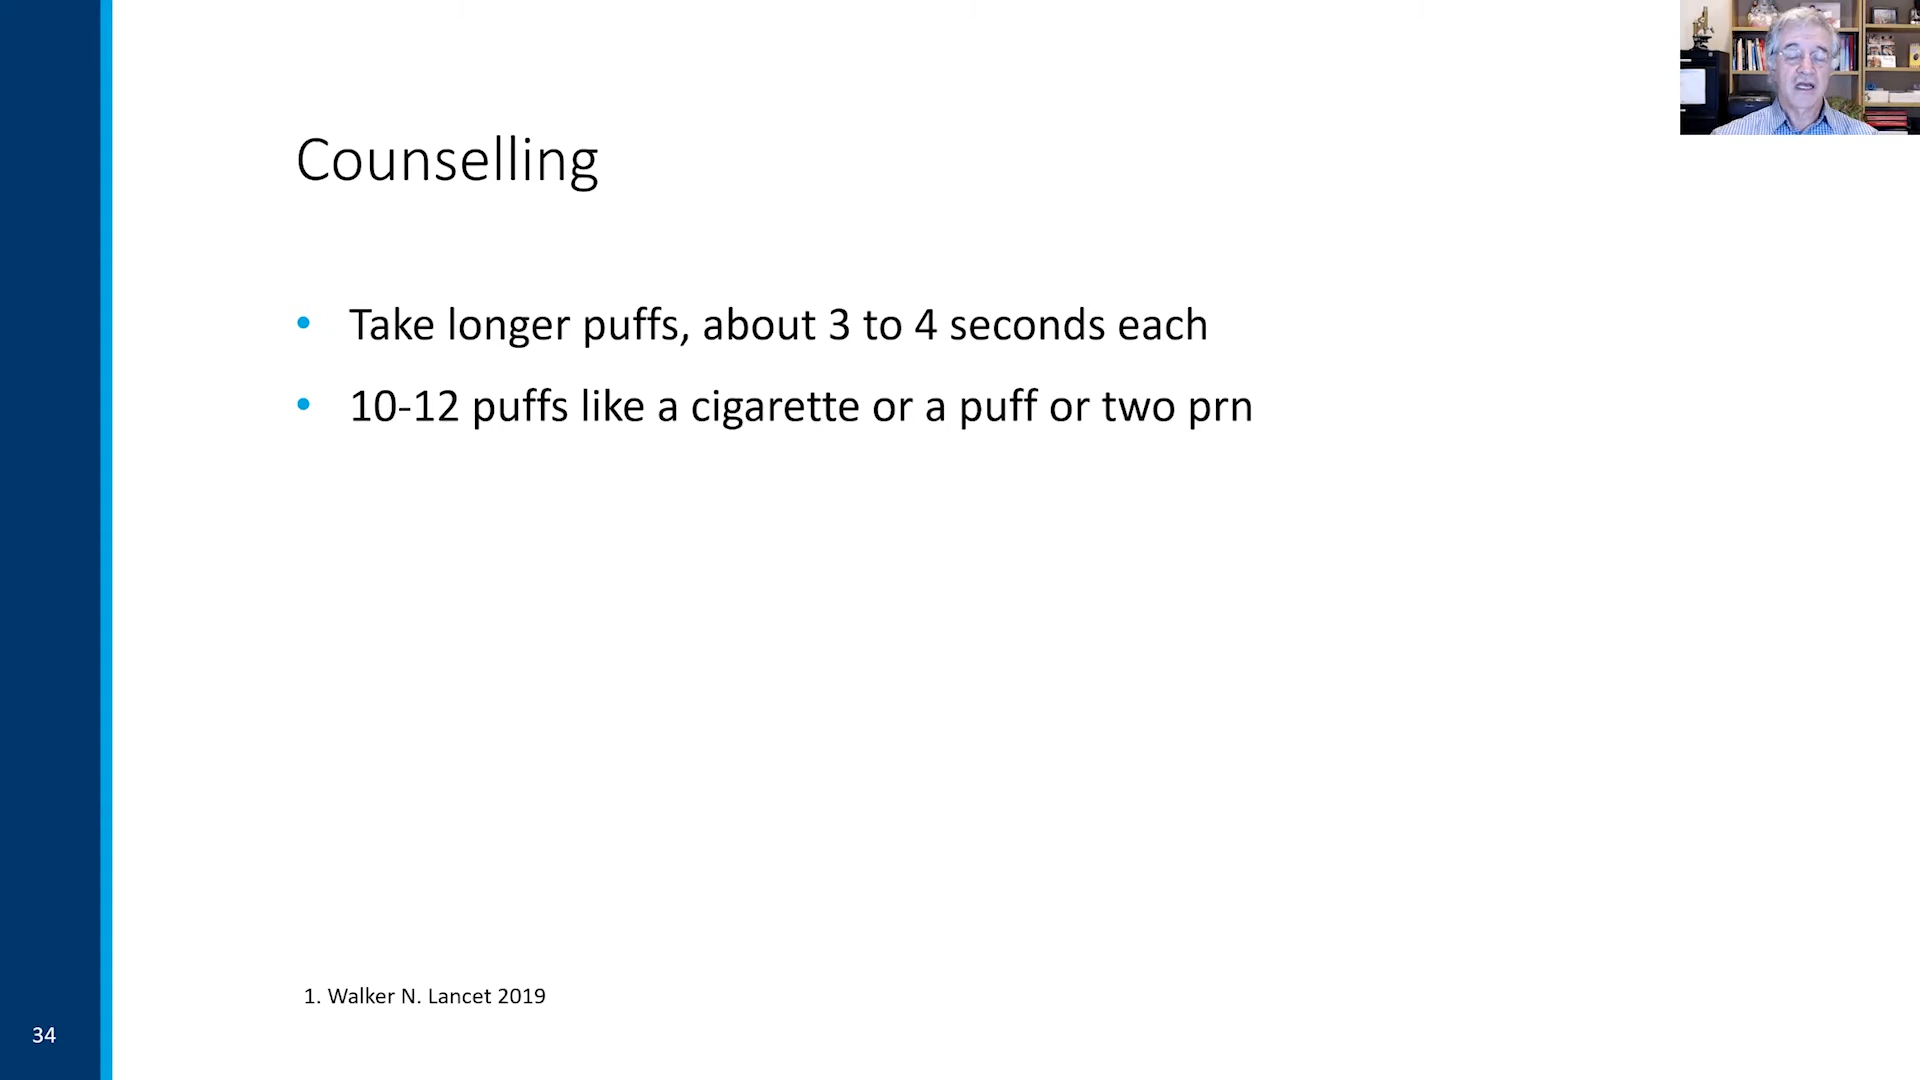 Counselling
• Take longer puffs, about 3 to 4 seconds each
• 10-12 puffs like a cigarette or a puff or two prn
1. Walker N. Lancet 2019
34